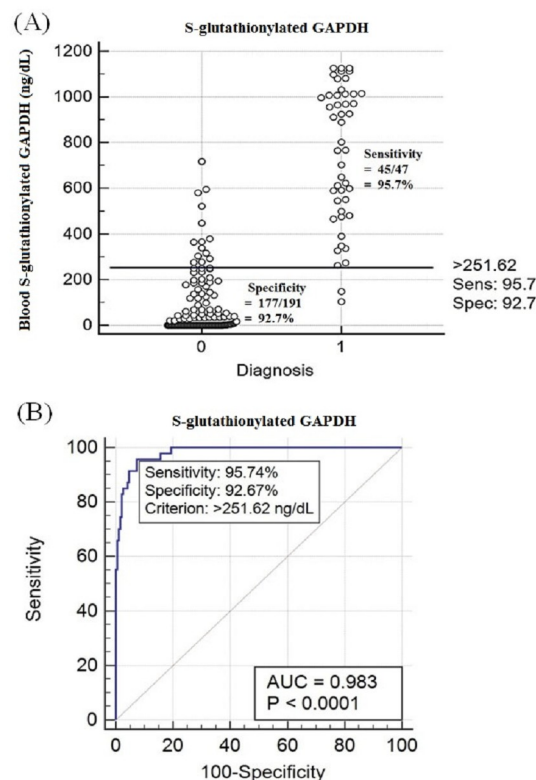 (A)
S-glutathionylated GAPDH
Blood S-glutathionylated GAPDH (ng/dL)
1200
1000
800
600
400
200
0
Sensitivity
= 45/47
= 95.7%
Specificity
= 177/191
= 92.7%
>251.62
Sens: 95.7
Spec: 92.7
0
1
Diagnosis
(B)
S-glutathionylated GAPDH
Sensitivity
100
80
60
40
20
0
Sensitivity: 95.74%
Specificity: 92.67%
Criterion: >251.62 ng/dL
AUC = 0.983
P < 0.0001
0
20
40
60
80
100
100-Specificity